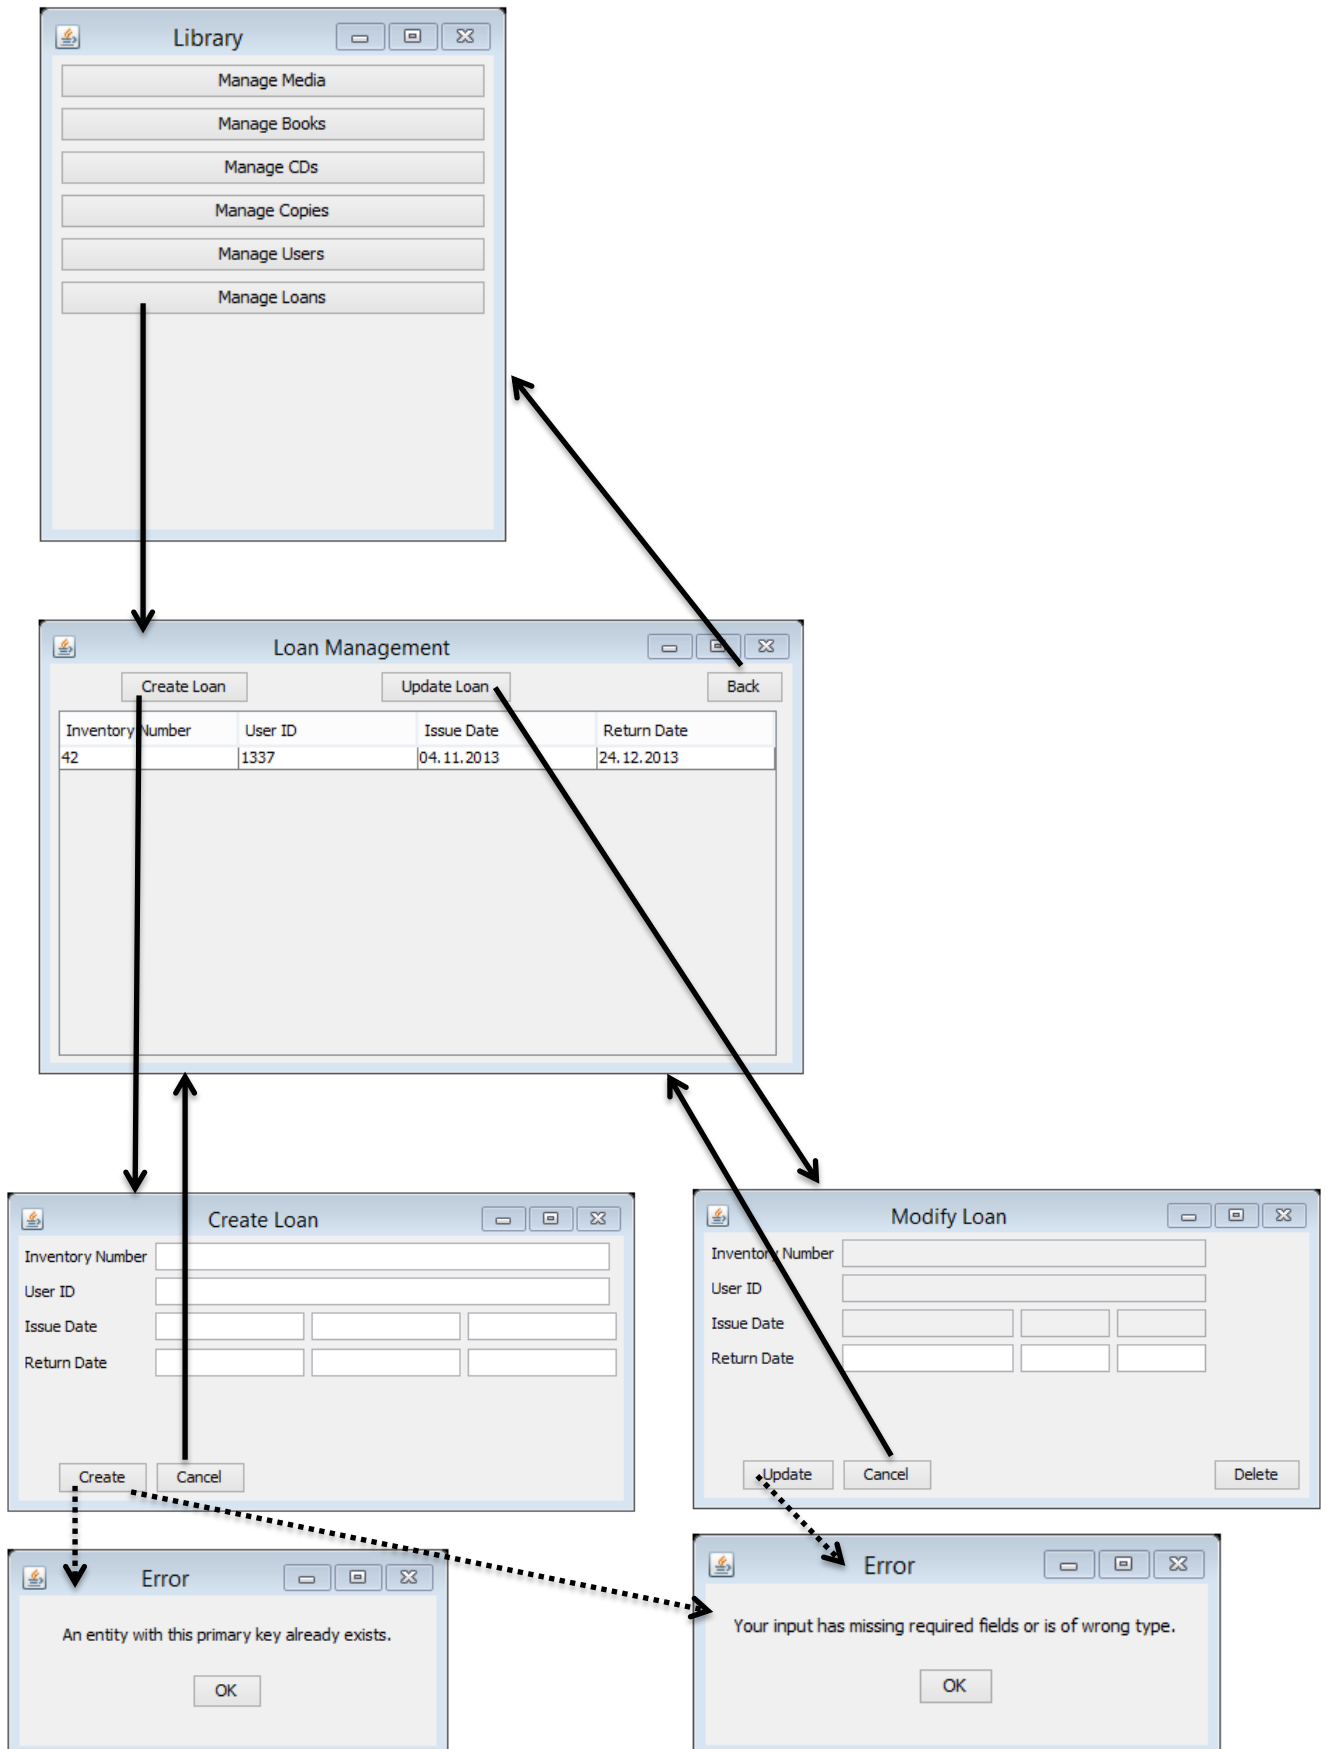 Library
Manage Media
Manage Books
Manage CDs
Manage Copies
Manage Users
Manage Loans
Loan Management
Create Loan Update Loan Back
Inventory Number User ID Issue Date Return Date
42 1337 04.11.2013 24.12.2013
Create Loan
Inventory Number
User ID
Issue Date
Return Date
Create Cancel
Modify Loan
Inventory Number
User ID
Issue Date
Return Date
Update Cancel Delete
Error
An entity with this primary key already exists.
OK
Error
Your input has missing required fields or is of wrong type.
OK